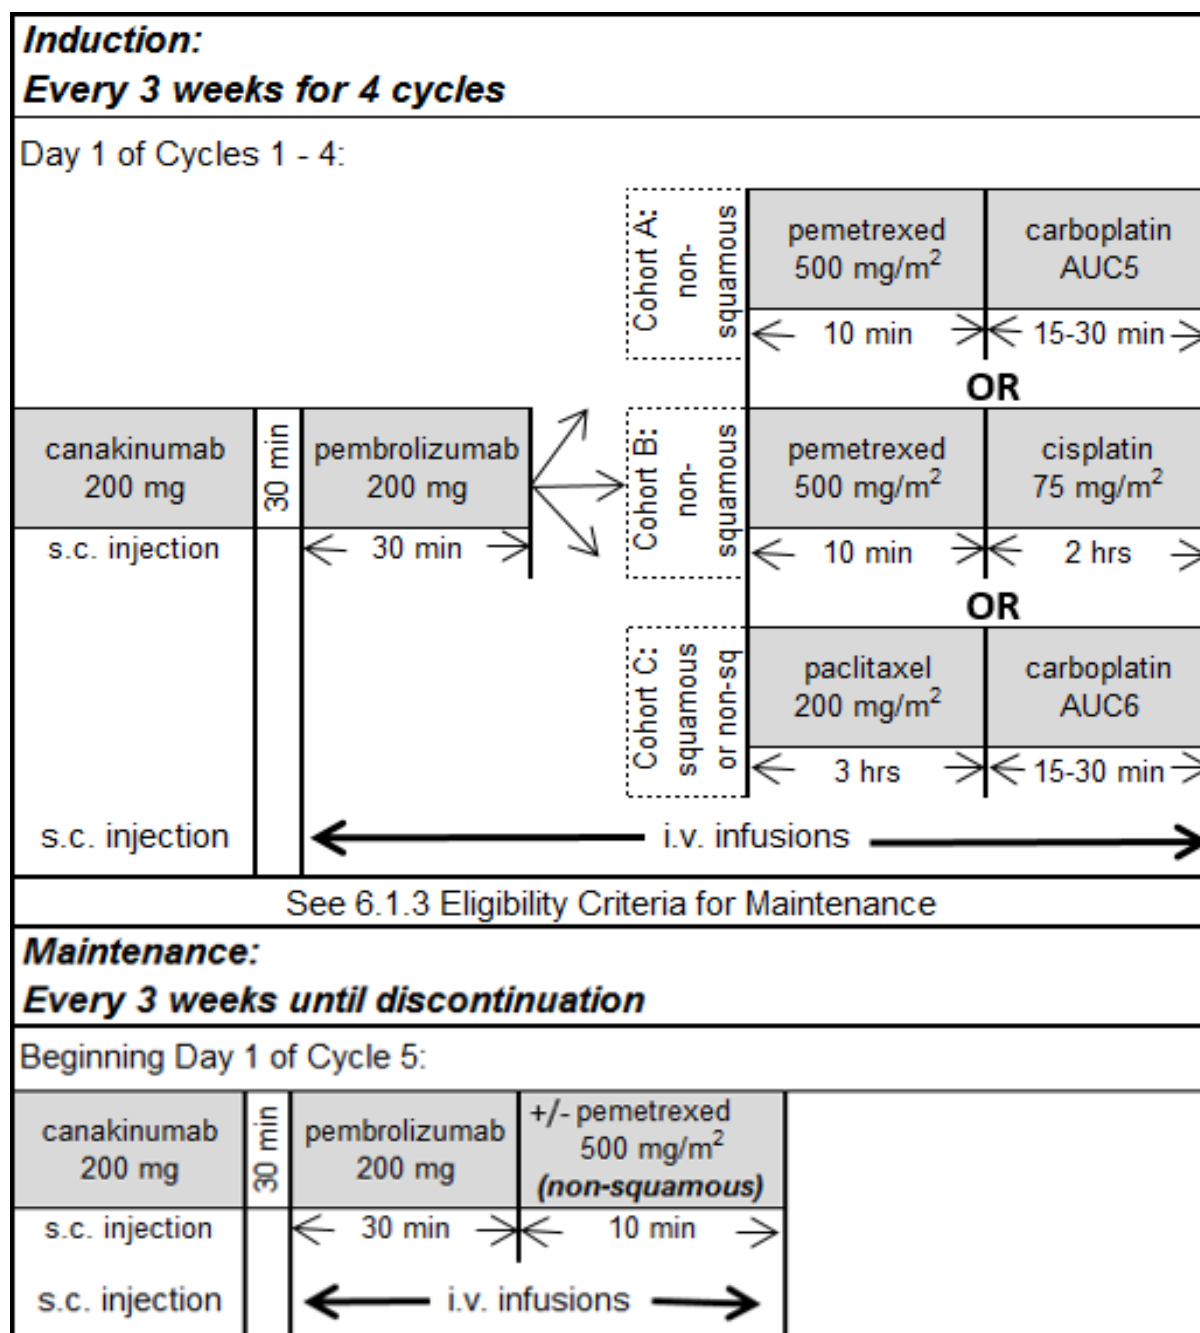 Induction:
Every 3 weeks for 4 cycles
Day 1 of Cycles 1 - 4:
Cohort A:
non-
squamous
pemetrexed
500 mg/m²
carboplatin
AUC5
10 min
15-30 min
OR
canakinumab
200 mg
30 min
pembrolizumab
200 mg
s.c. injection
30 min
Cohort B:
non-
squamous
pemetrexed
500 mg/m²
cisplatin
75 mg/m²
10 min
2 hrs
OR
Cohort C:
squamous
or non-sq
paclitaxel
200 mg/m²
carboplatin
AUC6
3 hrs
15-30 min
s.c. injection
i.v. infusions
See 6.1.3 Eligibility Criteria for Maintenance
Maintenance:
Every 3 weeks until discontinuation
Beginning Day 1 of Cycle 5:
canakinumab
200 mg
30 min
pembrolizumab
200 mg
+/- pemetrexed
500 mg/m²
(non-squamous)
s.c. injection
30 min
10 min
s.c. injection
i.v. infusions